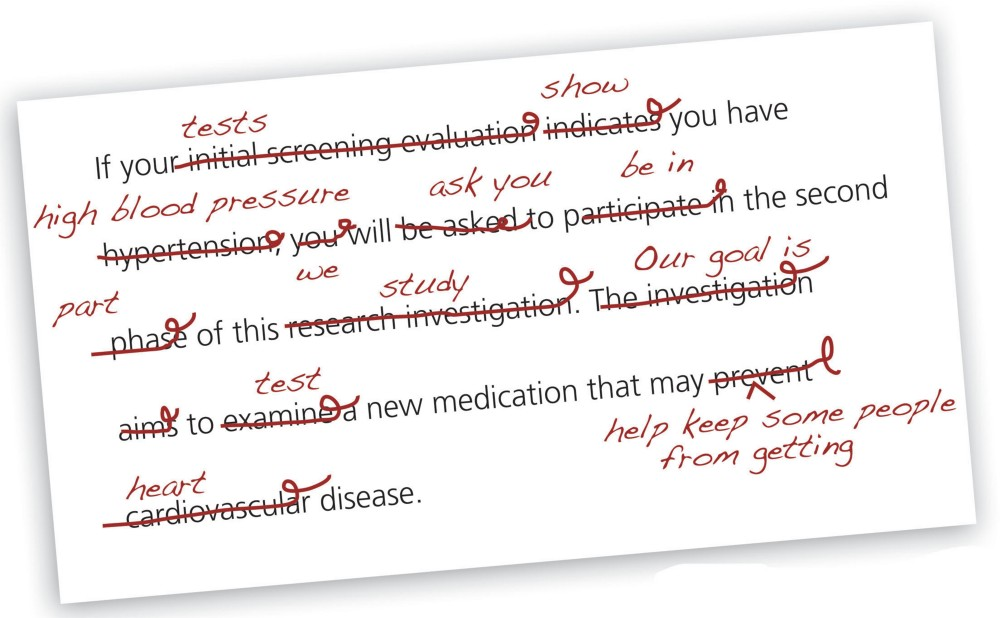 tests show
If your initial screening evaluation indicates you have
high blood pressure ask you be in
hypertension, you will be asked to participate in the second
part we study Our goal is
phase of this research investigation. The investigation
test
aims to examine a new medication that may prevent
help keep some people
from getting
heart
cardiovascular disease.